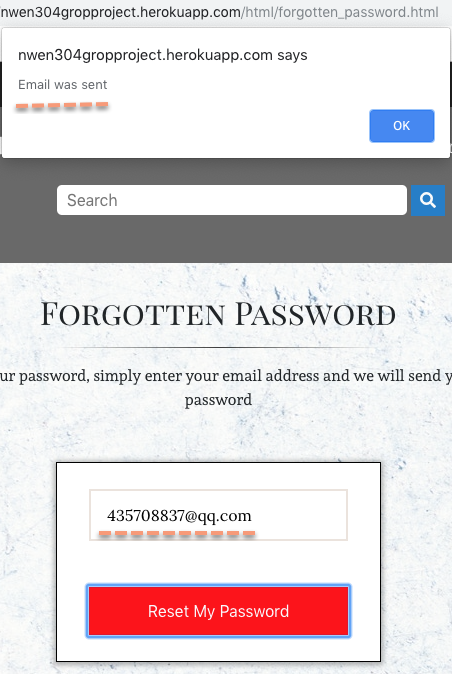 nwen304gropproject.herokuapp.com/html/forgotten_password.html
nwen304gropproject.herokuapp.com says
Email was sent
OK
Search
Forgotten Password
ur password, simply enter your email address and we will send y
password
435708837@qq.com
Reset My Password